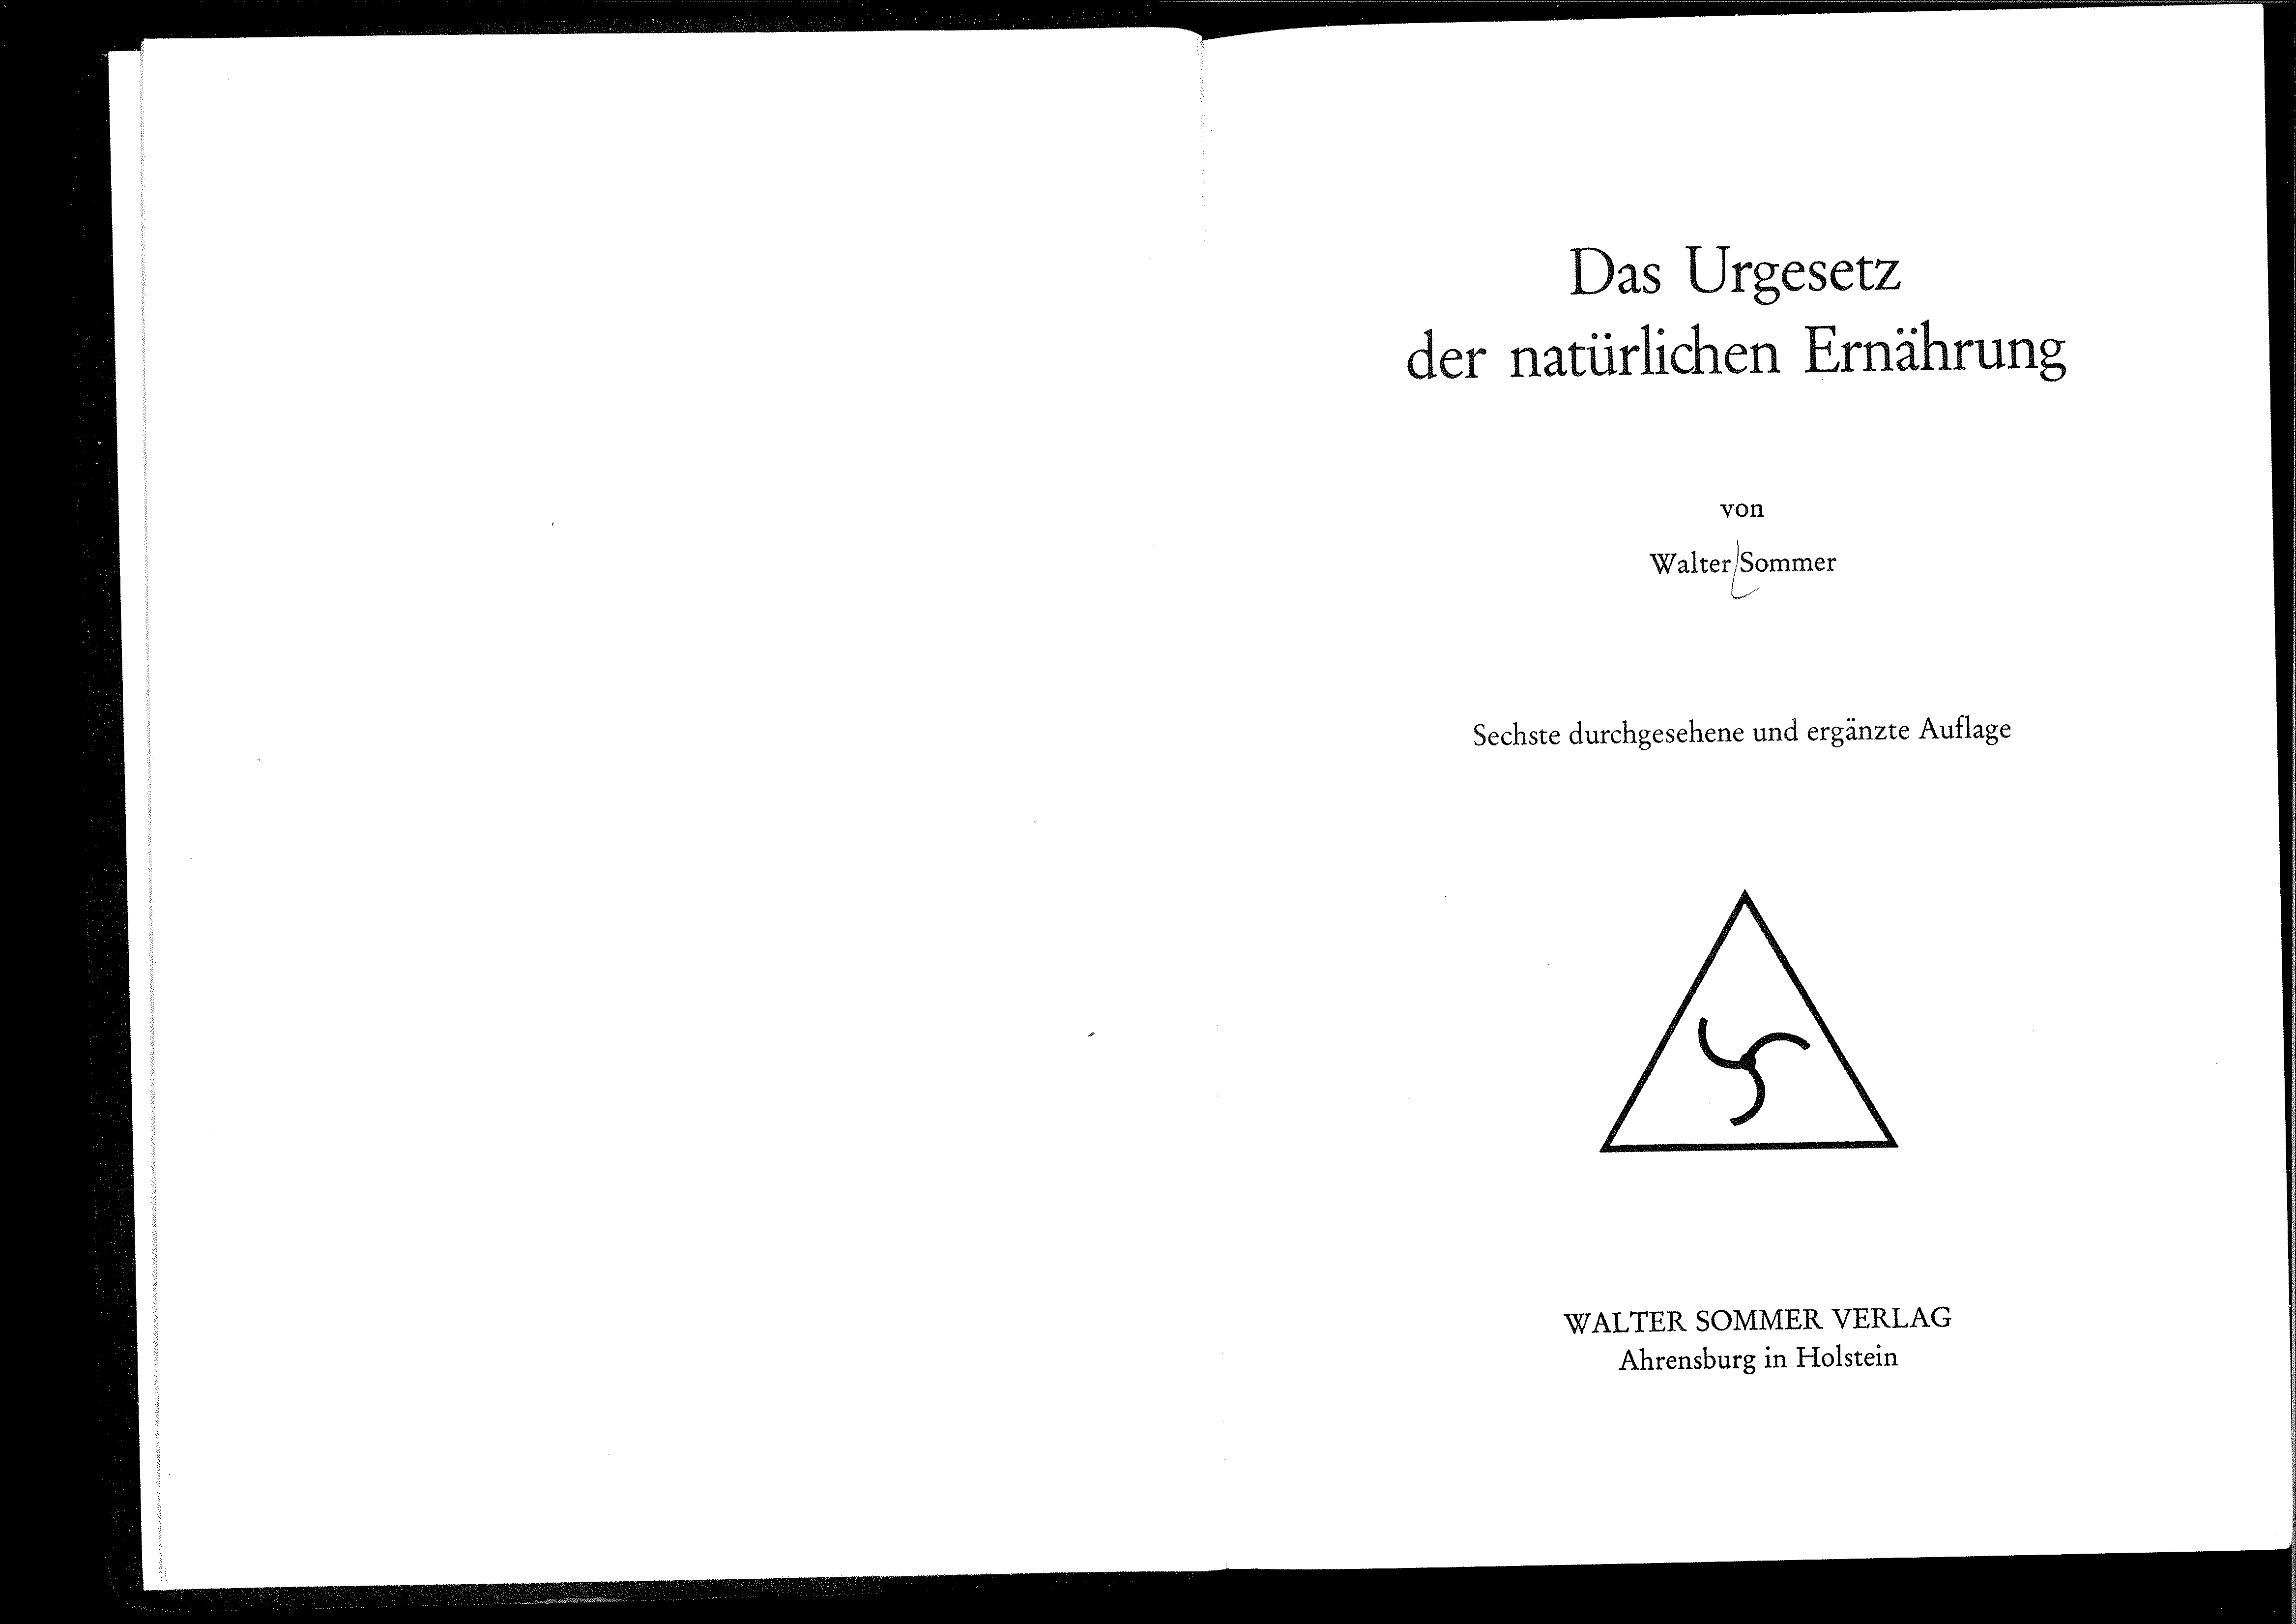 Das Urgesetz
der natürlichen Ernährung
von
Walter Sommer
Sechste durchgesehene und ergänzte Auflage
WALTER SOMMER VERLAG
Ahrensburg in Holstein